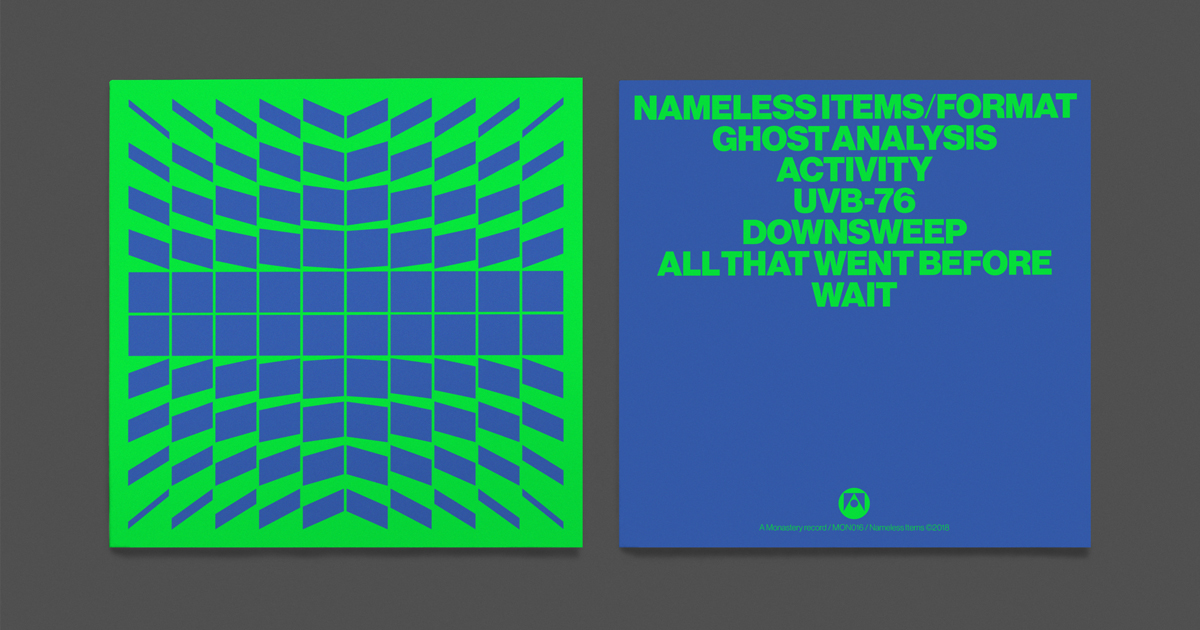 NAMELESS ITEMS/FORMAT
GHOST ANALYSIS
ACTIVITY
UVB-76
DOWNSWEEP
ALL THAT WENT BEFORE
WAIT
A Monastery record / MON016 / Nameless Items ©2018